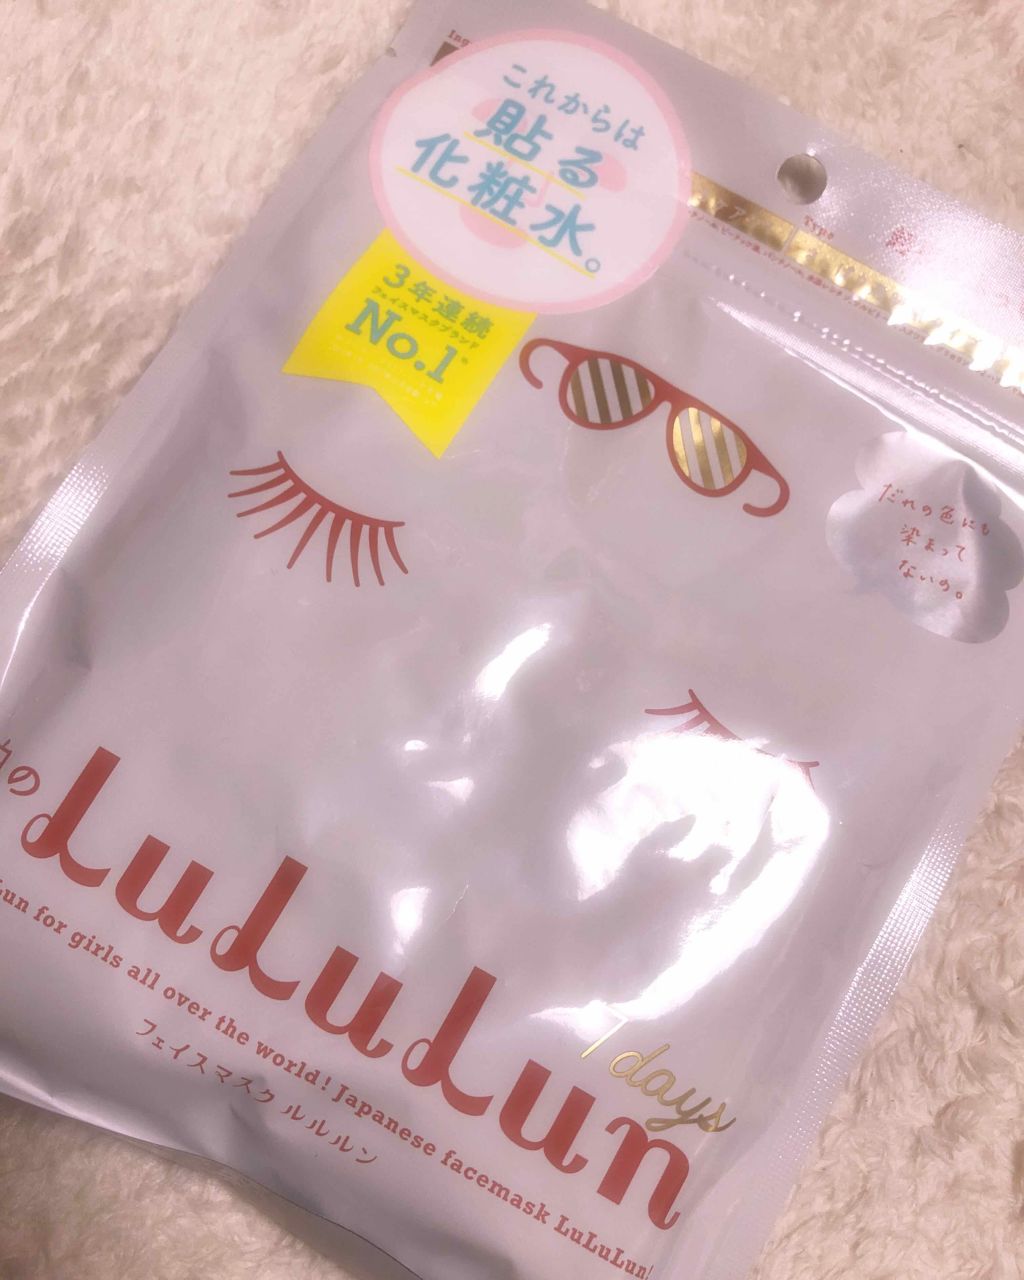 これからは
貼る
化粧水。
3年連続
フェイスマスクブランド
No.1
Type
だれの色にも
染まって
ないの。
の
LuLuLun
7days
Lun for girls all over the world! Japanese facemask LuLuLun!
フェイスマスク ルルルン